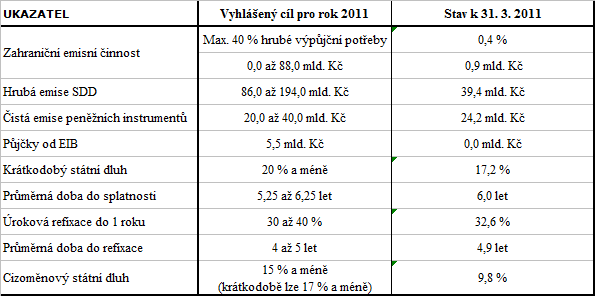 UKAZATEL Vyhlášený cíl pro rok 2011 Stav k 31. 3. 2011
Zahraniční emisní činnost Max. 40 % hrubé výpůjční potřeby 0,4 %
0,0 až 88,0 mld. Kč 0,9 mld. Kč
Hrubá emise SDD 86,0 až 194,0 mld. Kč 39,4 mld. Kč
Čistá emise peněžních instrumentů 20,0 až 40,0 mld. Kč 24,2 mld. Kč
Půjčky od EIB 5,5 mld. Kč 0,0 mld. Kč
Krátkodobý státní dluh 20 % a méně 17,2 %
Průměrná doba do splatnosti 5,25 až 6,25 let 6,0 let
Úroková refixace do 1 roku 30 až 40 % 32,6 %
Průměrná doba do refixace 4 až 5 let 4,9 let
Cizoměnový státní dluh 15 % a méně 9,8 %
(krátkodobě lze 17 % a méně)